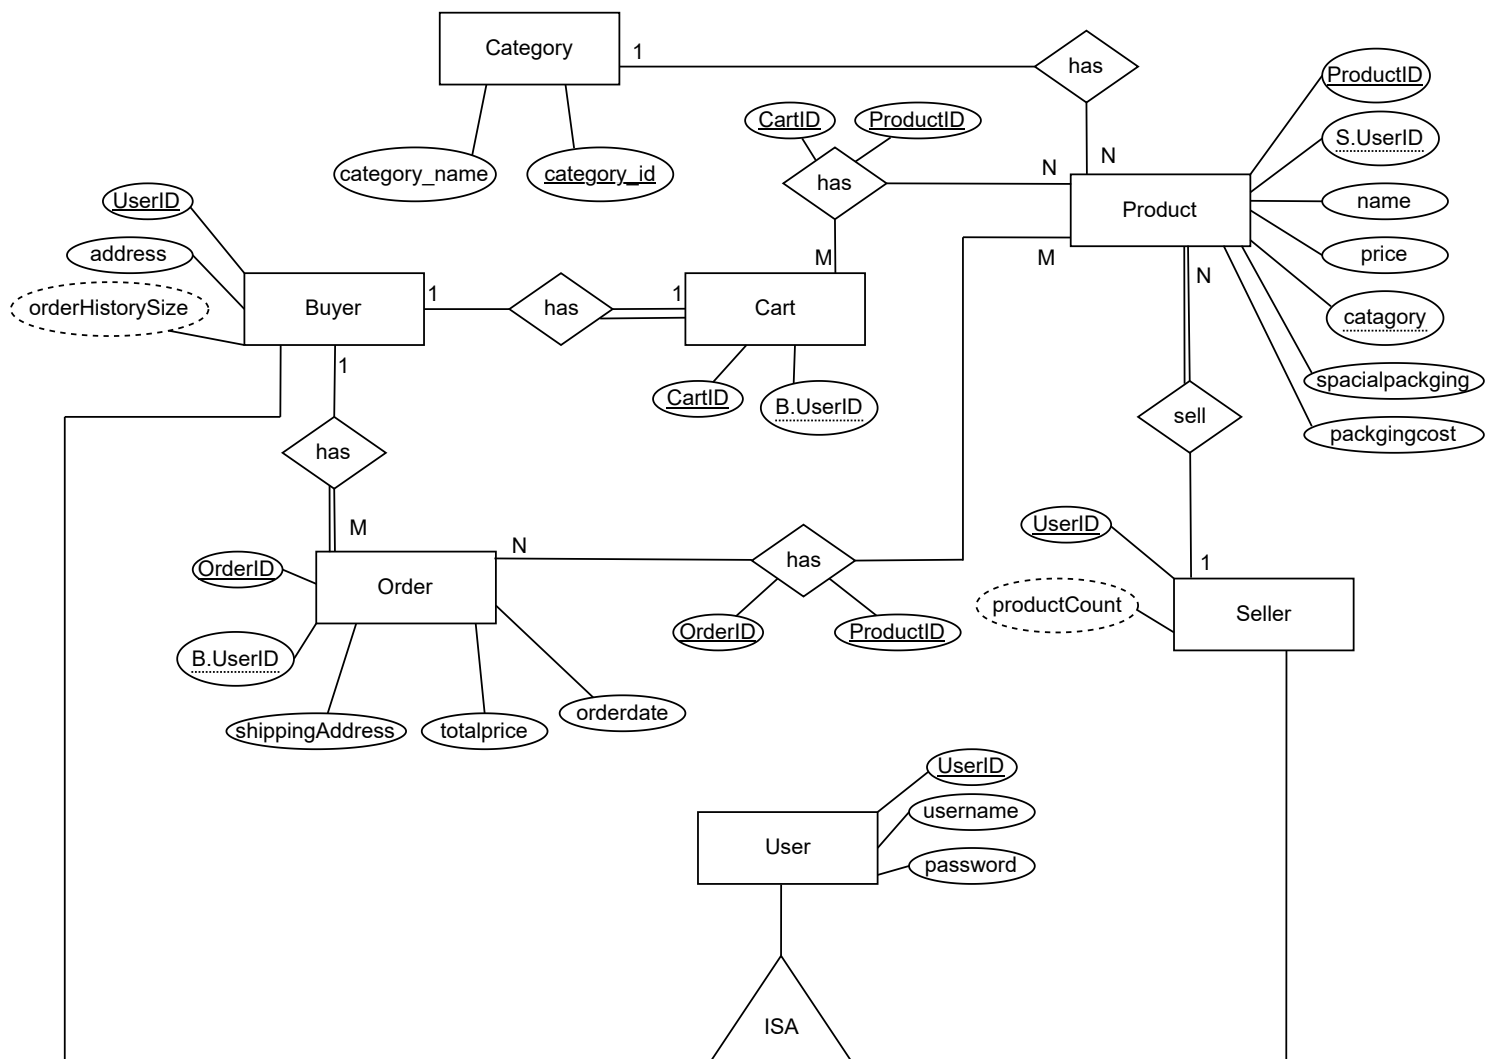 Category
1
has
ProductID
CartID
ProductID
S.UserID
N
N
category_name
category_id
has
UserID
Product
name
address
M
M
price
N
orderHistorySize
Buyer
1
has
1
Cart
catagory
1
CartID
B.UserID
spacialpackging
sell
packgingcost
has
M
UserID
N
has
1
OrderID
Order
productCount
Seller
OrderID
ProductID
B.UserID
shippingAddress
totalprice
orderdate
UserID
username
User
password
ISA